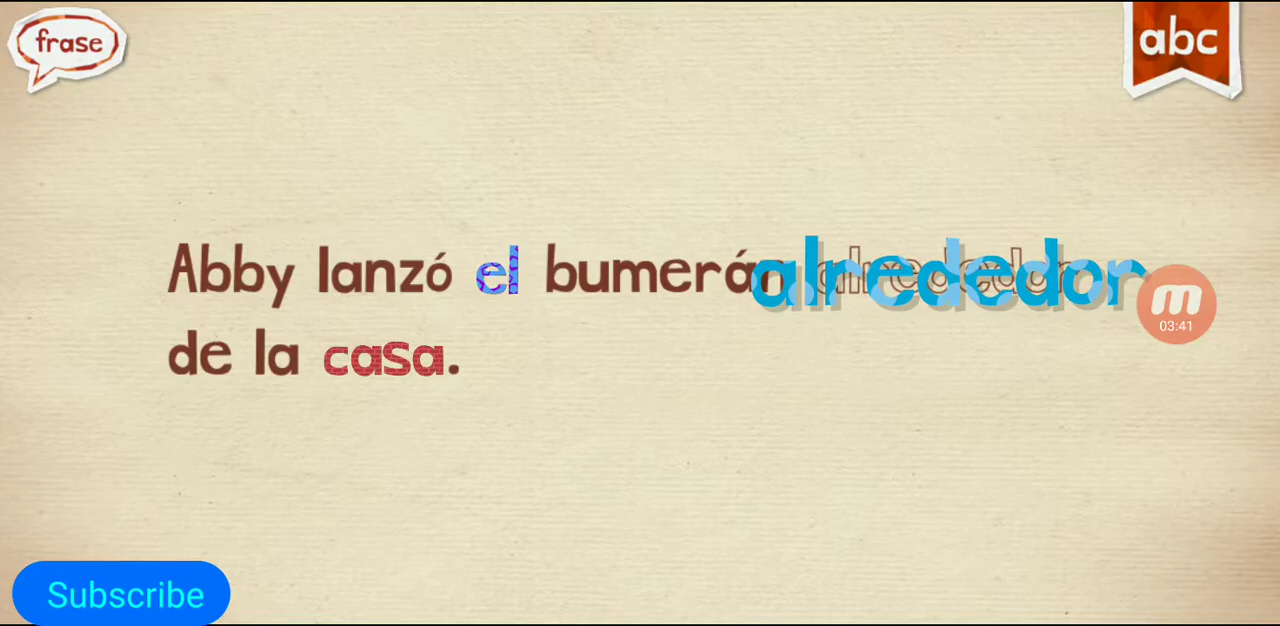 frase
abc
Abby lanzó el bumerán alrededor
de la casa.
m
03:41
Subscribe